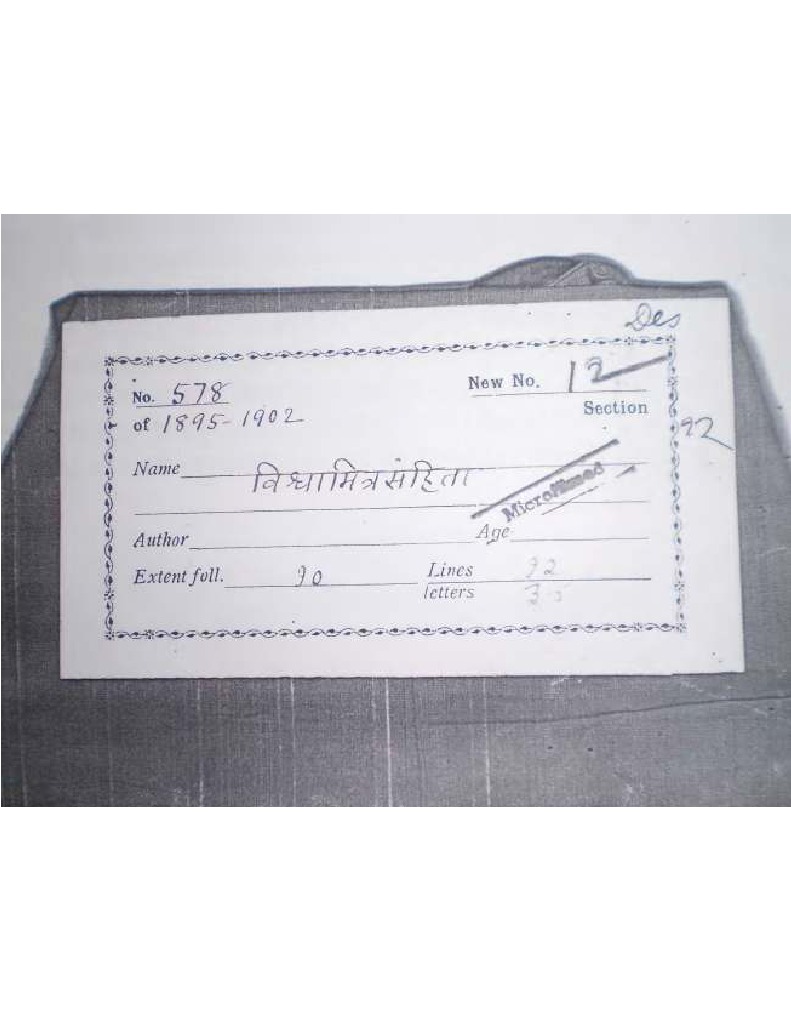 Des
No. 578
of 1895-1902
New No. 12
Section
92
Name विश्वामित्रसंहिता
Microfilmed
Author
Age
Extent foll. 90
Lines 92
letters